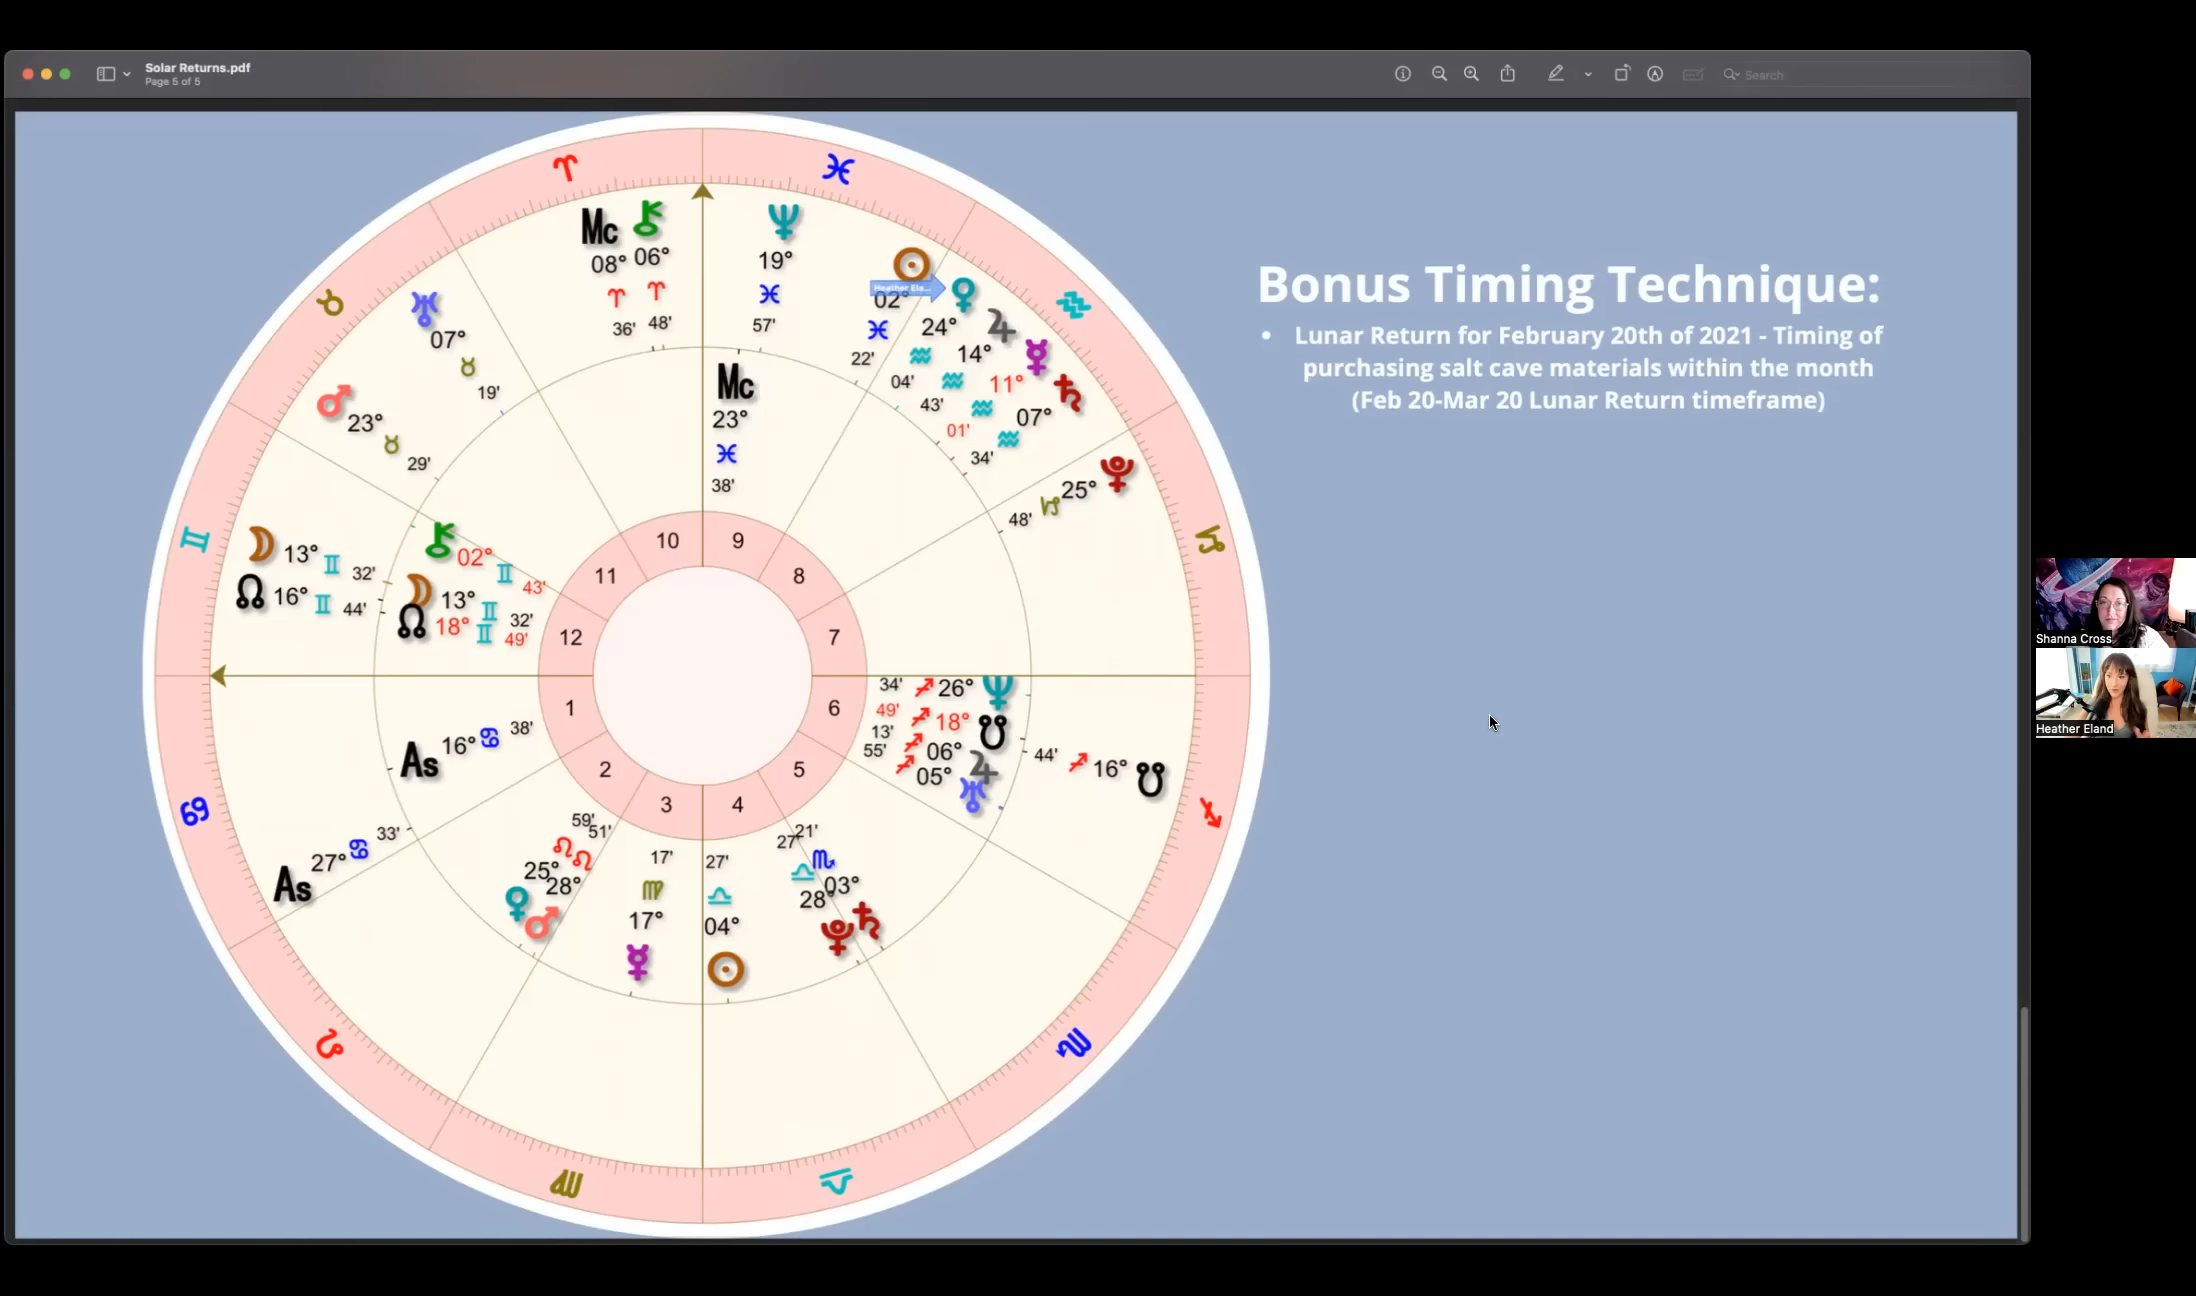 Solar Returns.pdf
Page 5 of 5
Search
♈ ♓
Mc 08° ♈ 36'
06° ♈ 48'
♆ 19° ♓ 57'
☉ 02° ♓ 22'
Heather Ela...
♀ 24° ♒ 04'
♃ 14° ♒ 43'
☿ 11° ♒ 01'
♄ 07° ♒ 34'
♒
♉
♅ 07° ♉ 19'
♂ 23° ♉ 29'
Mc 23° ♓ 38'
25° ♑ 48'
♑
♊
☽ 13° ♊ 32'
☊ 16° ♊ 44'
02° ♊ 43'
☽ 13° ♊ 32'
☊ 18° ♊ 49'
10 9
11 8
12 7
1 6
2 5
3 4
34' ♐ 26° ♆
49' ♐ 18° ☋
13' ♐ 06° ♃
55' ♐ 05° ♅
44' ♐ 16° ☋
As 16° ♋ 38'
♋
As 27° ♋ 33'
♐
59' ♌ 25° ♀
51' ♌ 28° ♂
17' ♍ 17° ☿
27' ♎ 04° ☉
27' ♎ 28°
21' ♏ 03° ♄
♌ ♏
♍ ♎
Bonus Timing Technique:
• Lunar Return for February 20th of 2021 - Timing of
purchasing salt cave materials within the month
(Feb 20-Mar 20 Lunar Return timeframe)
Shanna Cross
Heather Eland